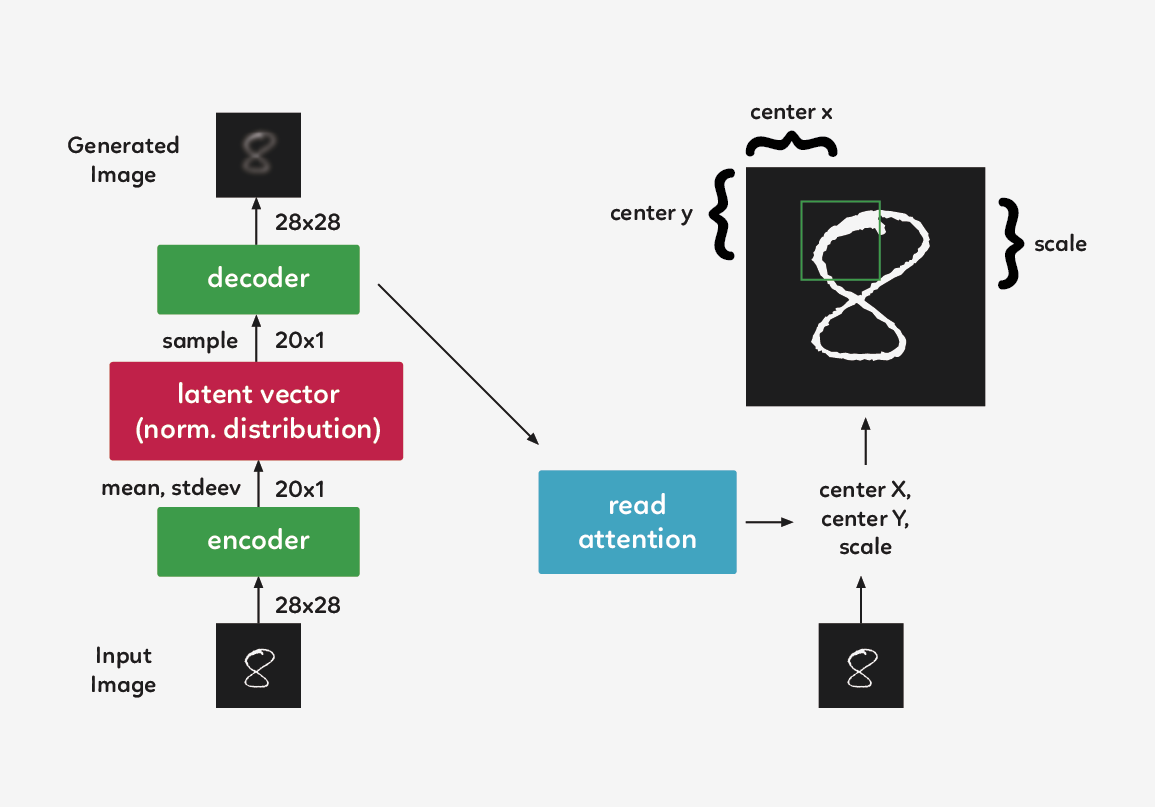 Generated
Image
28x28
decoder
sample
20x1
latent vector
(norm. distribution)
mean, stdeev
20x1
encoder
28x28
Input
Image
read
attention
center x
center y
scale
center X,
center Y,
scale